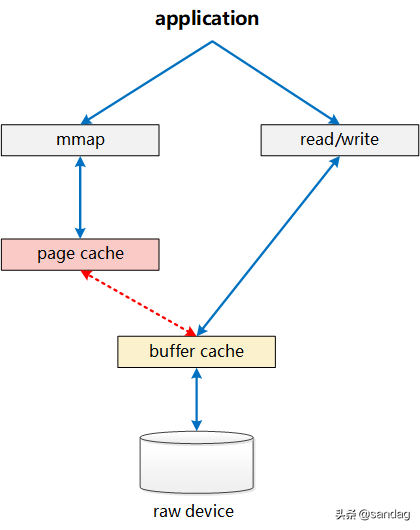 application
mmap
read/write
page cache
buffer cache
raw device
头条 @sandag